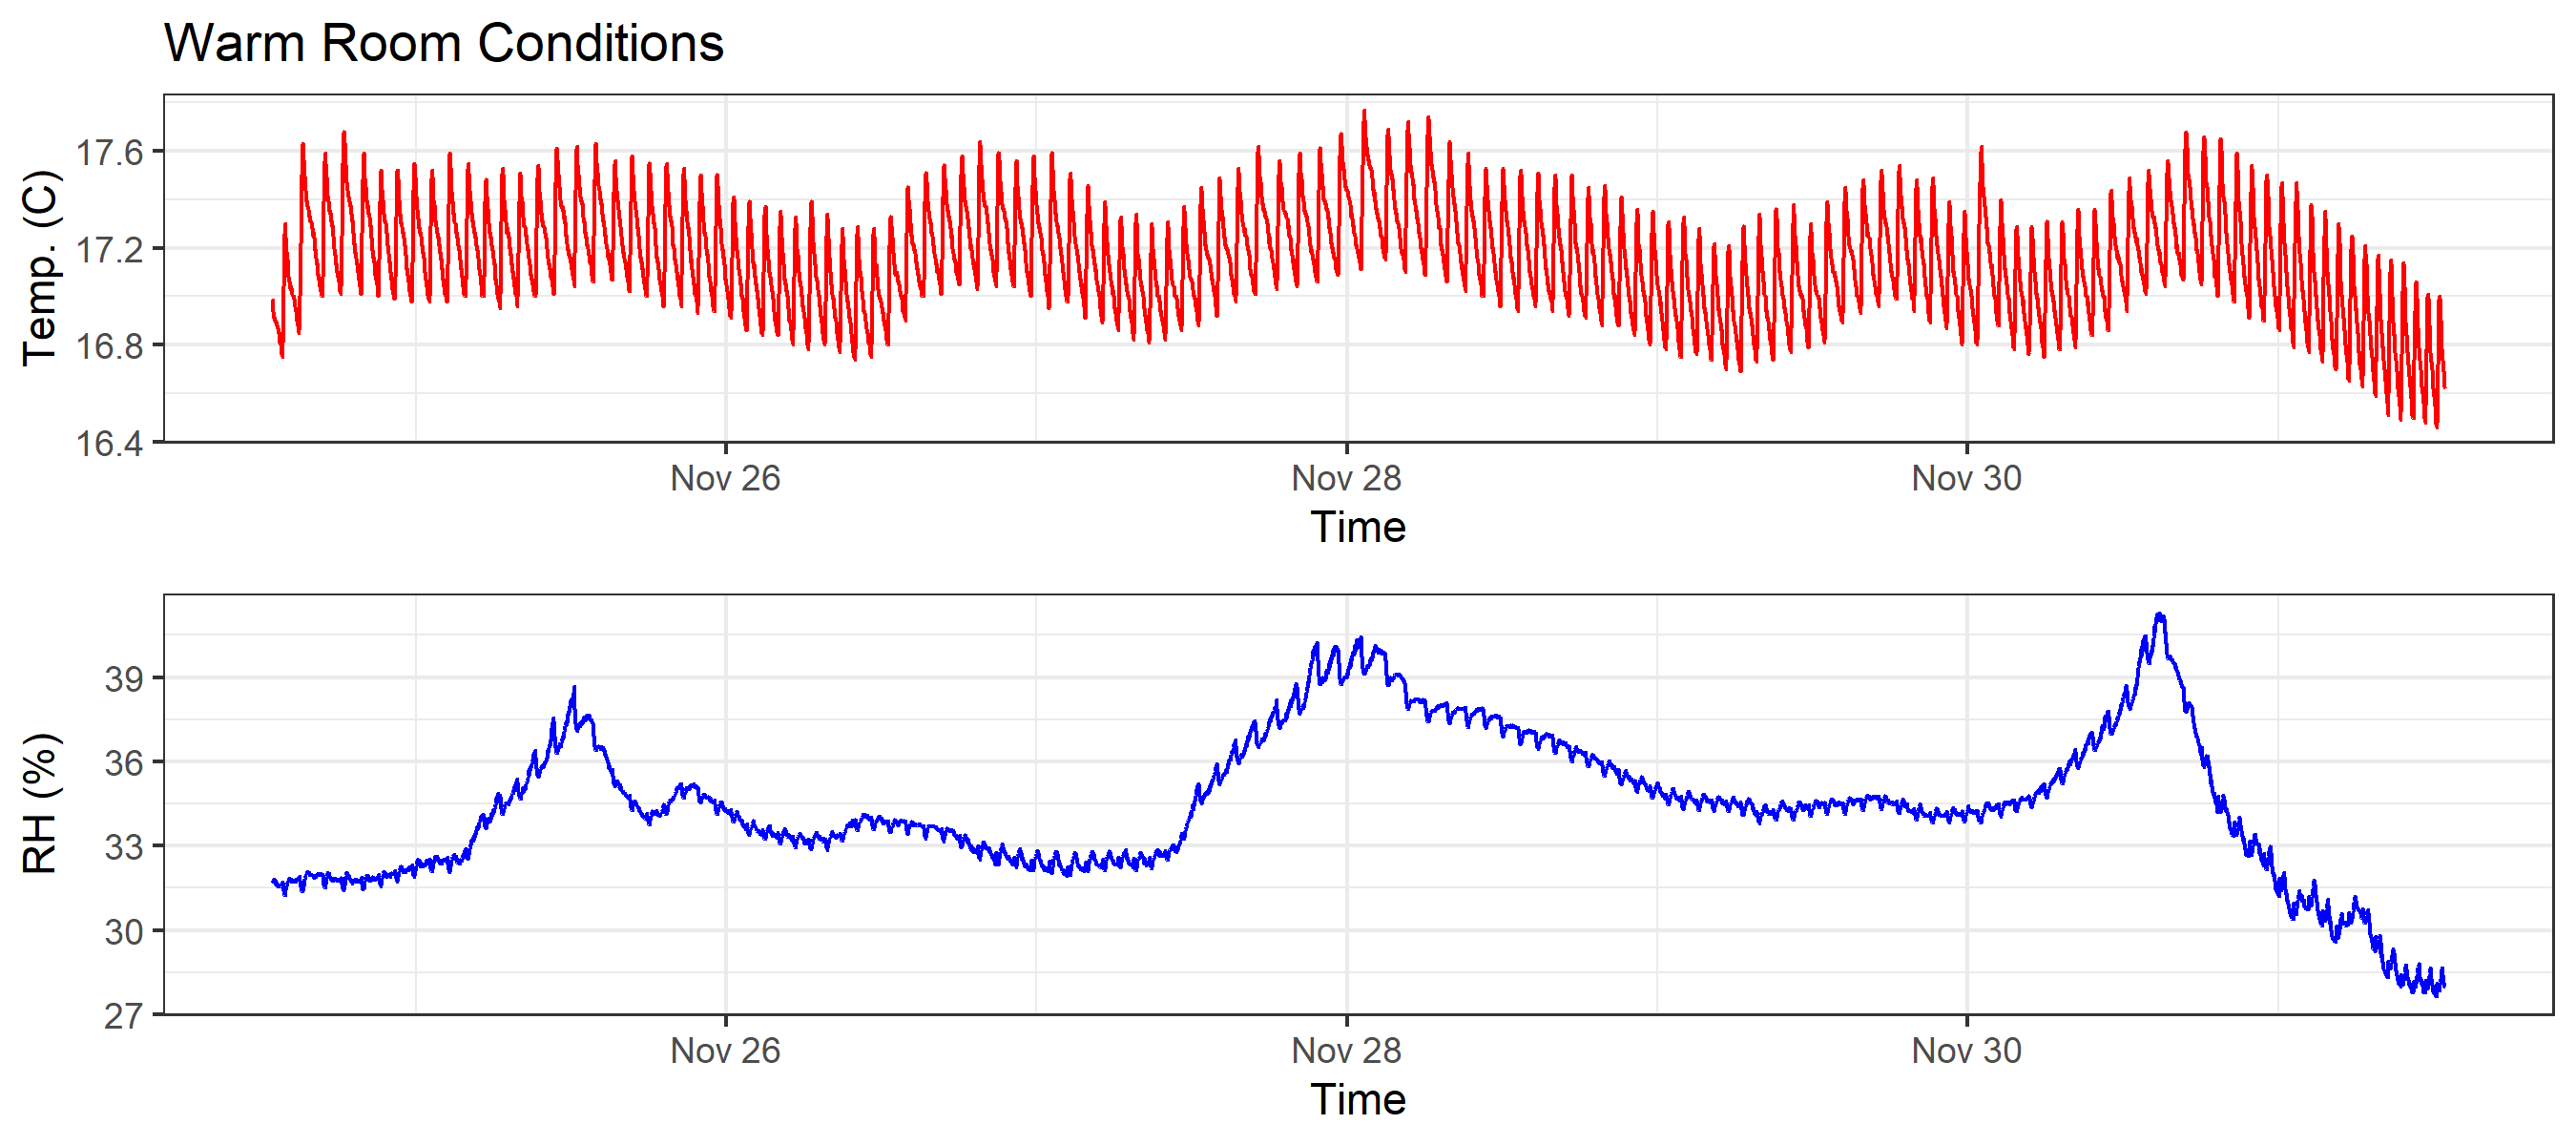 Warm Room Conditions
17.6
17.2
16.8
16.4
Temp. (C)
Nov 26 Nov 28 Nov 30
Time
39
36
33
30
27
RH (%)
Nov 26 Nov 28 Nov 30
Time